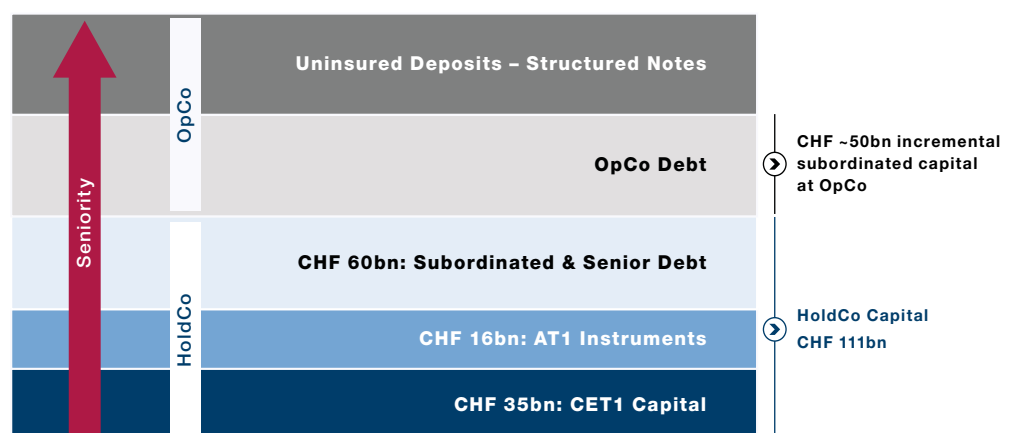 Uninsured Deposits – Structured Notes
OpCo
OpCo Debt
CHF ~50bn incremental
subordinated capital
at OpCo
Seniority
CHF 60bn: Subordinated & Senior Debt
HoldCo
CHF 16bn: AT1 Instruments
HoldCo Capital
CHF 111bn
CHF 35bn: CET1 Capital